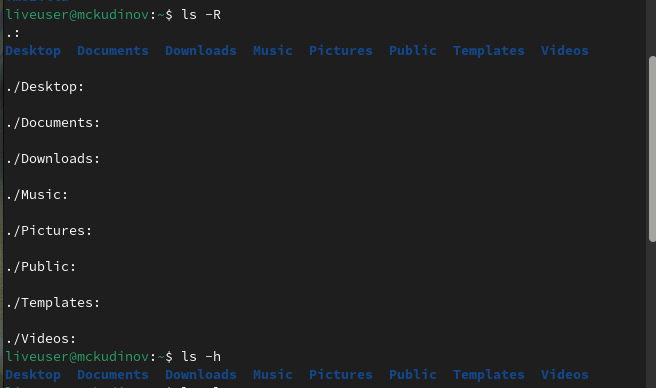 liveuser@mckudinov:~$ ls -R
.:
Desktop  Documents  Downloads  Music  Pictures  Public  Templates  Videos
./Desktop:
./Documents:
./Downloads:
./Music:
./Pictures:
./Public:
./Templates:
./Videos:
liveuser@mckudinov:~$ ls -h
Desktop  Documents  Downloads  Music  Pictures  Public  Templates  Videos